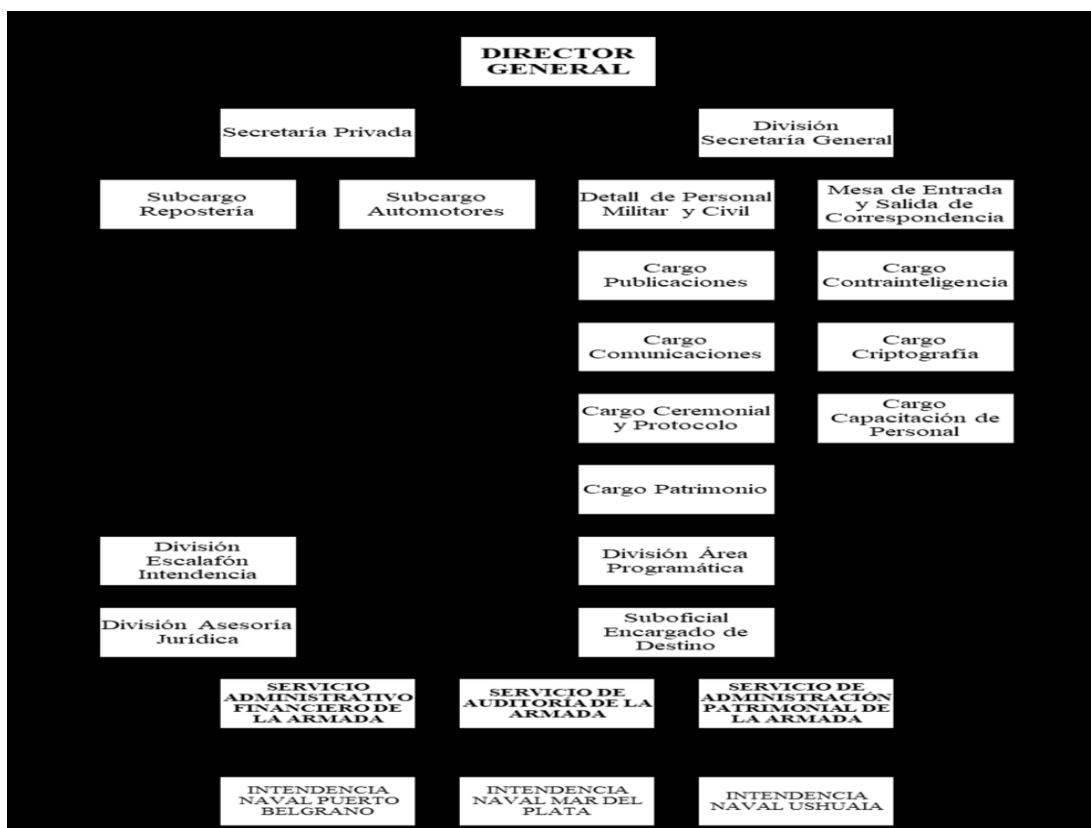 DIRECTOR
GENERAL
Secretaría Privada
División
Secretaría General
Subcargo
Repostería
Subcargo
Automotores
Detall de Personal
Militar y Civil
Mesa de Entrada
y Salida de
Correspondencia
Cargo
Publicaciones
Cargo
Contrainteligencia
Cargo
Comunicaciones
Cargo
Criptografía
Cargo Ceremonial
y Protocolo
Cargo
Capacitación de
Personal
Cargo Patrimonio
División
Escalafón
Intendencia
División Área
Programática
División Asesoría
Jurídica
Suboficial
Encargado de
Destino
SERVICIO
ADMINISTRATIVO
FINANCIERO DE
LA ARMADA
SERVICIO DE
AUDITORÍA DE LA
ARMADA
SERVICIO DE
ADMINISTRACIÓN
PATRIMONIAL DE
LA ARMADA
INTENDENCIA
NAVAL PUERTO
BELGRANO
INTENDENCIA
NAVAL MAR DEL
PLATA
INTENDENCIA
NAVAL USHUAIA